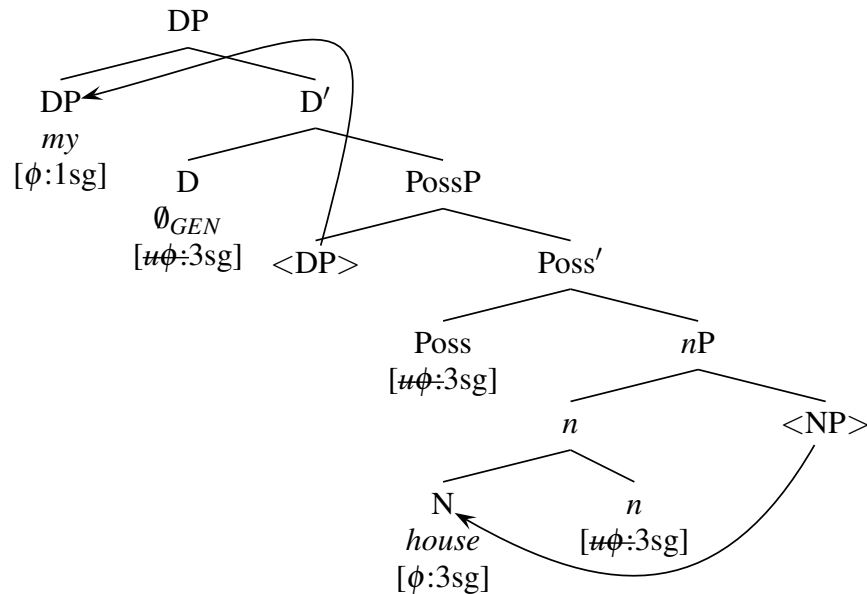 DP
DP D′
my
[ϕ:1sg]
D PossP
∅GEN
[uϕ:3sg] <DP> Poss′
Poss nP
[uϕ:3sg]
n <NP>
N n
house [uϕ:3sg]
[ϕ:3sg]